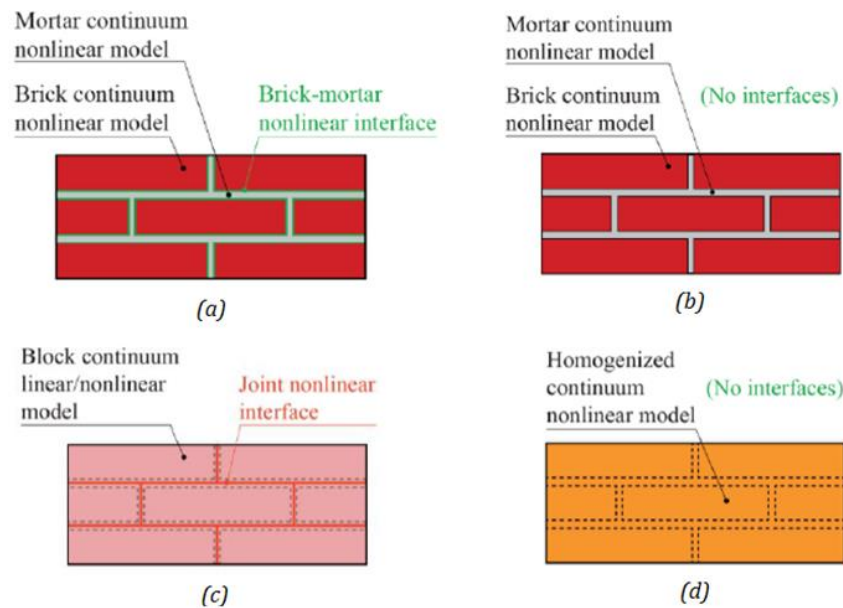 Mortar continuum
nonlinear model
Brick continuum
nonlinear model
Brick-mortar
nonlinear interface
(a)
Mortar continuum
nonlinear model
Brick continuum
nonlinear model
(No interfaces)
(b)
Block continuum
linear/nonlinear
model
Joint nonlinear
interface
(c)
Homogenized
continuum
nonlinear model
(No interfaces)
(d)